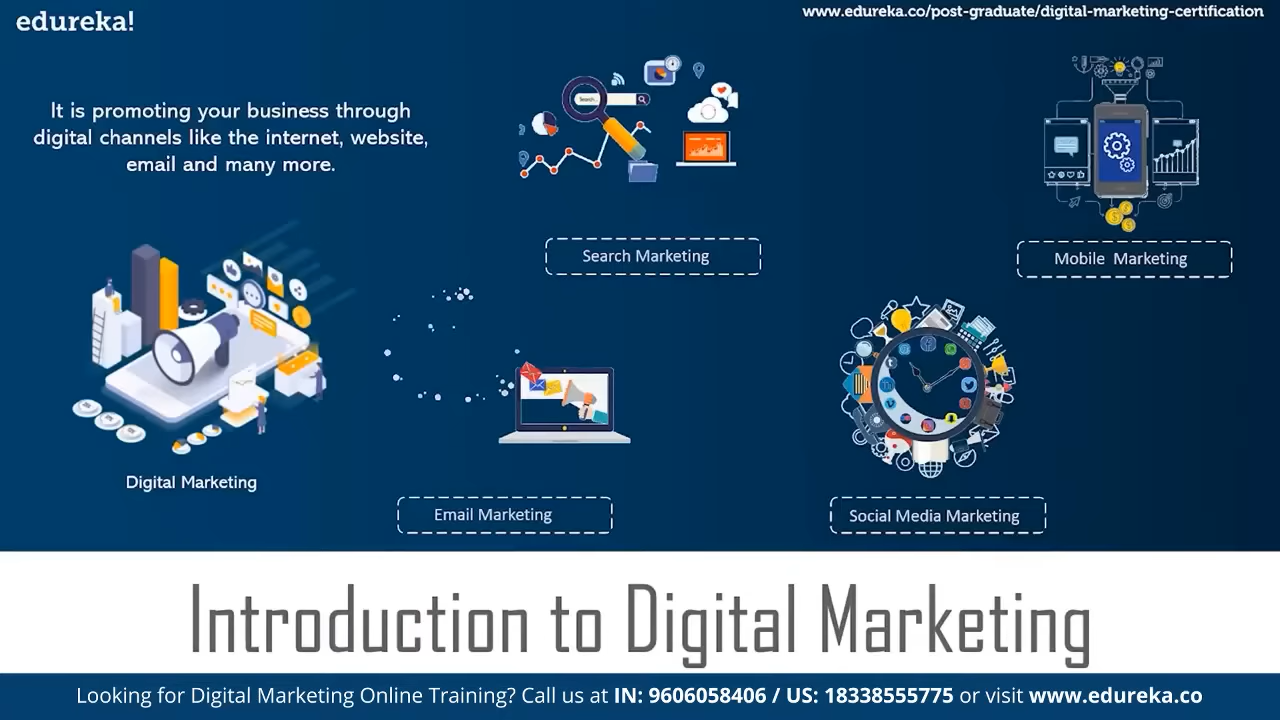 edureka!
www.edureka.co/post-graduate/digital-marketing-certification
It is promoting your business through
digital channels like the internet, website,
email and many more.
Search...
Search Marketing
Mobile Marketing
Digital Marketing
Email Marketing
Social Media Marketing
Introduction to Digital Marketing
Looking for Digital Marketing Online Training? Call us at IN: 9606058406 / US: 18338555775 or visit www.edureka.co